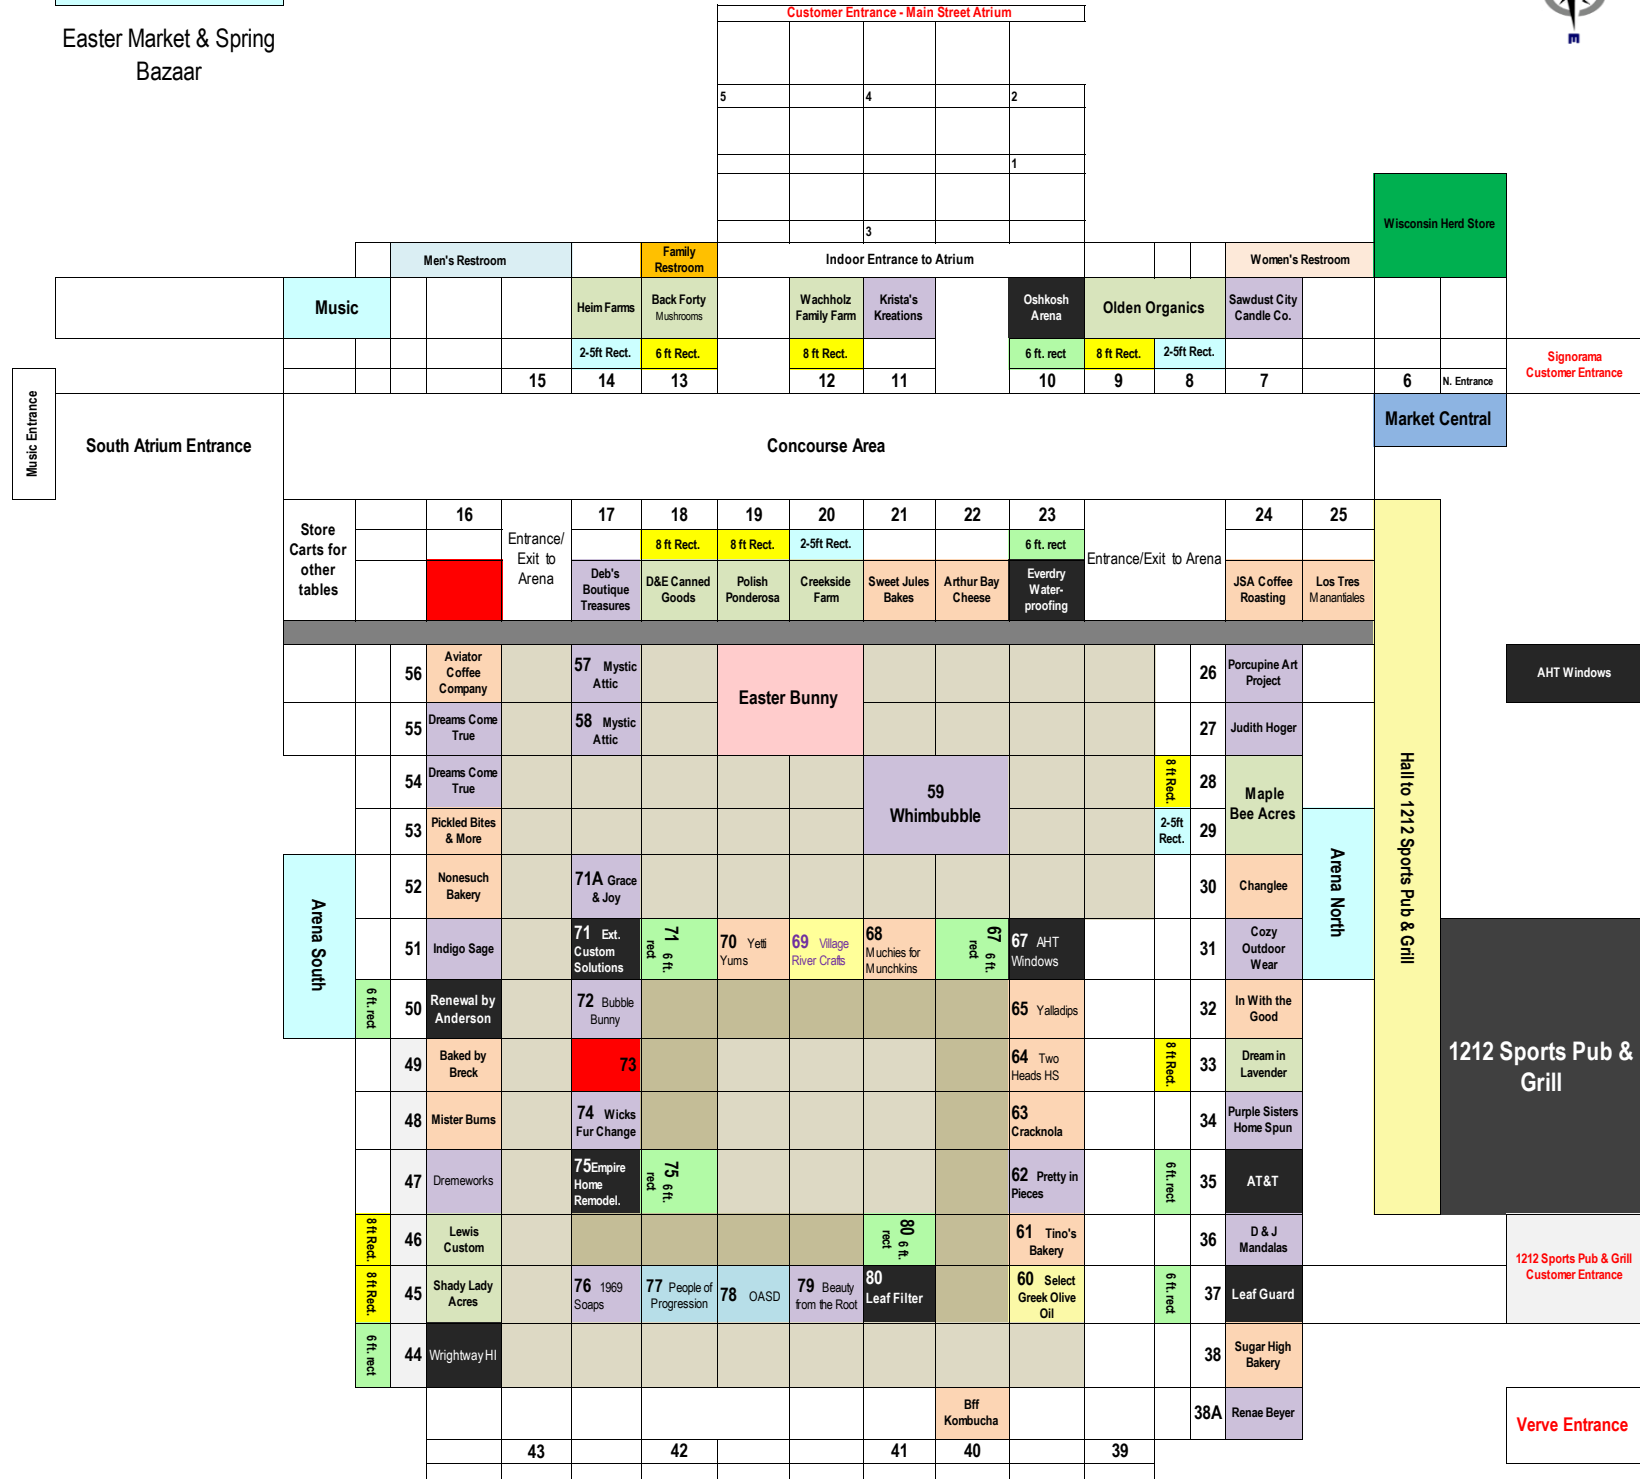 Customer Entrance - Main Street Atrium
E
Easter Market & Spring
Bazaar
5 4 2
1
3
Wisconsin Herd Store
Men's Restroom
Family
Restroom
Indoor Entrance to Atrium
Women's Restroom
Music
Heim Farms
Back Forty
Mushrooms
Wachholz
Family Farm
Krista's
Kreations
Oshkosh
Arena
Olden Organics
Sawdust City
Candle Co.
2-5ft Rect.
6 ft Rect.
8 ft Rect.
6 ft. rect
8 ft Rect.
2-5ft Rect.
Signorama
Customer Entrance
15 14 13 12 11 10 9 8 7 6 N. Entrance
Music Entrance
South Atrium Entrance
Concourse Area
Market Central
Store
Carts for
other
tables
16
Entrance/
Exit to
Arena
17 18 19 20 21 22 23
8 ft Rect.
8 ft Rect.
2-5ft Rect.
6 ft. rect
Entrance/Exit to Arena
24 25
Deb's
Boutique
Treasures
D&E Canned
Goods
Polish
Ponderosa
Creekside
Farm
Sweet Jules
Bakes
Arthur Bay
Cheese
Everdry
Water-
proofing
JSA Coffee
Roasting
Los Tres
Manantiales
56
Aviator
Coffee
Company
57 Mystic
Attic
Easter Bunny
26
Porcupine Art
Project
AHT Windows
55
Dreams Come
True
58 Mystic
Attic
27
Judith Hoger
54
Dreams Come
True
59
Whimbubble
8 ft Rect.
28
Maple
Bee Acres
53
Pickled Bites
& More
2-5ft
Rect.
29
Hall to 1212 Sports Pub & Grill
Arena South
52
Nonesuch
Bakery
71A Grace
& Joy
30
Changlee
Arena North
51
Indigo Sage
71 Ext.
Custom
Solutions
71 6 ft.
rect
70 Yetti
Yums
69 Village
River Crafts
68
Muchies for
Munchkins
67 6 ft.
rect
67 AHT
Windows
31
Cozy
Outdoor
Wear
6 ft. rect
50
Renewal by
Anderson
72 Bubble
Bunny
65 Yalladips
32
In With the
Good
49
Baked by
Breck
73
64 Two
Heads HS
8 ft Rect.
33
Dream in
Lavender
1212 Sports Pub &
Grill
48
Mister Burns
74 Wicks
Fur Change
63
Cracknola
34
Purple Sisters
Home Spun
47
Dremeworks
75Empire
Home
Remodel.
75 6 ft.
rect
62 Pretty in
Pieces
6 ft. rect
35
AT&T
8 ft Rect.
46
Lewis
Custom
80 6 ft.
rect
61 Tino's
Bakery
36
D & J
Mandalas
1212 Sports Pub & Grill
Customer Entrance
8 ft Rect.
45
Shady Lady
Acres
76 1969
Soaps
77 People of
Progression
78 OASD
79 Beauty
from the Root
80
Leaf Filter
60 Select
Greek Olive
Oil
6 ft. rect
37
Leaf Guard
6 ft. rect
44
Wrightway HI
38
Sugar High
Bakery
Bff
Kombucha
38A
Renae Beyer
Verve Entrance
43 42 41 40 39